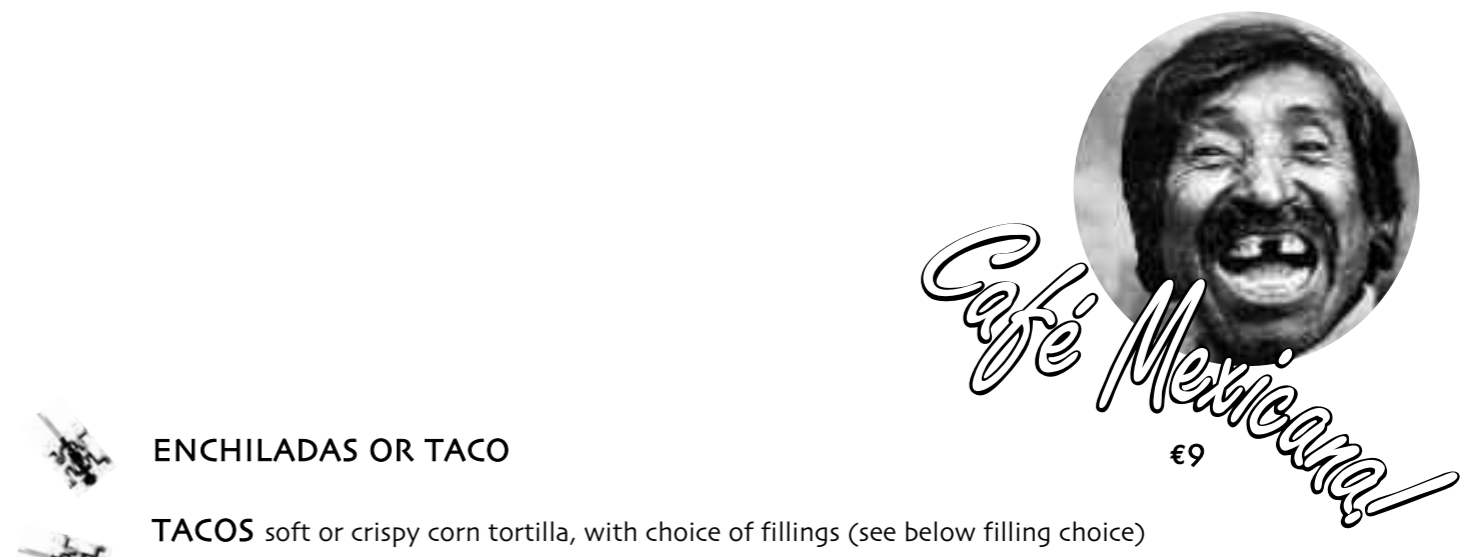 Café Mexicana!
ENCHILADAS OR TACO €9
TACOS soft or crispy corn tortilla, with choice of fillings (see below filling choice)